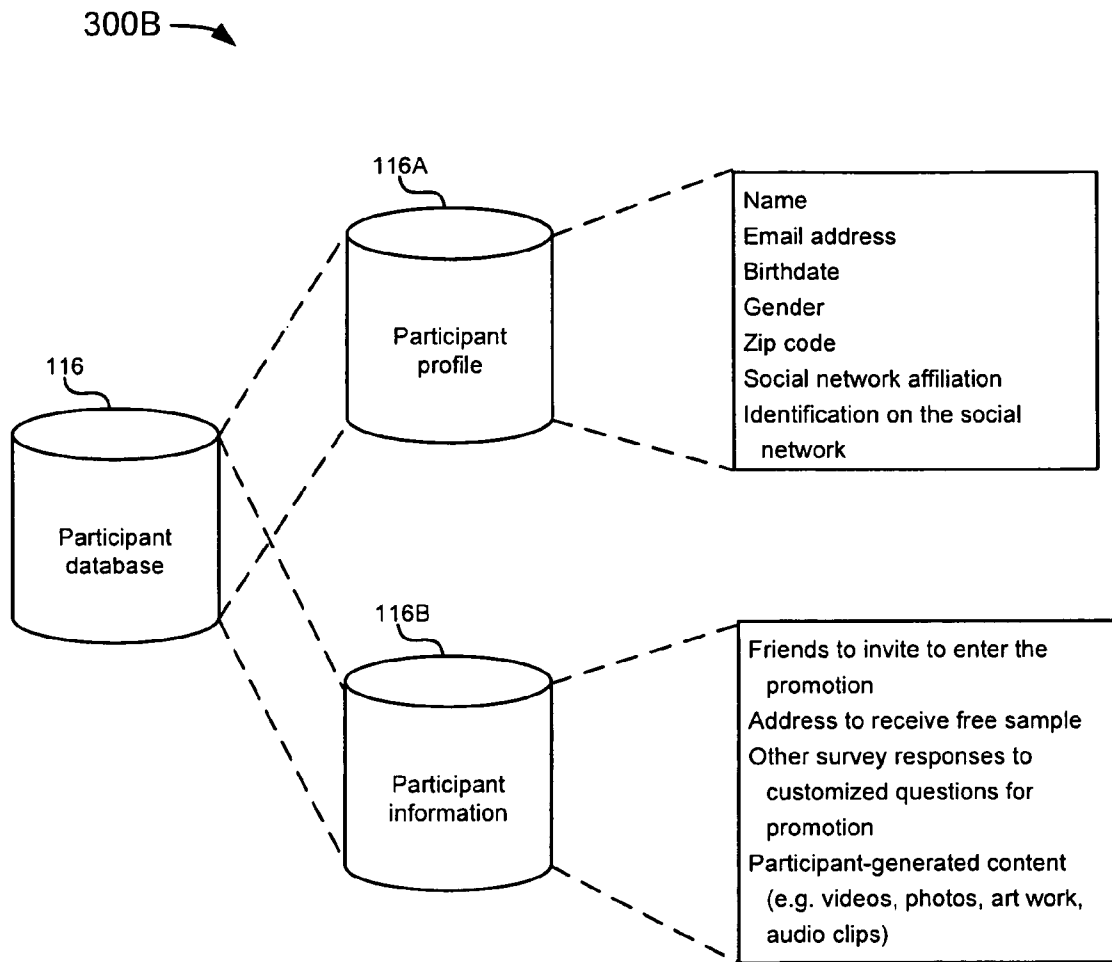 300B
116A
Participant
profile
Name
Email address
Birthdate
Gender
Zip code
Social network affiliation
Identification on the social
network
116
Participant
database
116B
Participant
information
Friends to invite to enter the
promotion
Address to receive free sample
Other survey responses to
customized questions for
promotion
Participant-generated content
(e.g. videos, photos, art work,
audio clips)